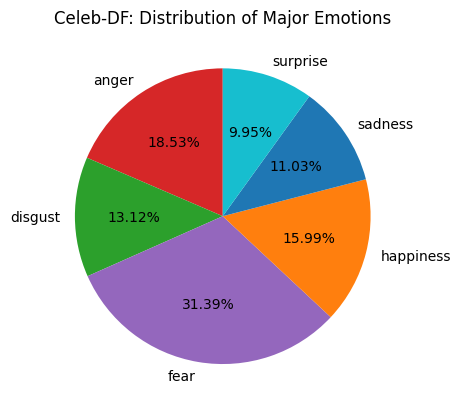 Celeb-DF: Distribution of Major Emotions
surprise
anger
sadness
9.95%
18.53%
11.03%
disgust
13.12%
15.99%
happiness
31.39%
fear